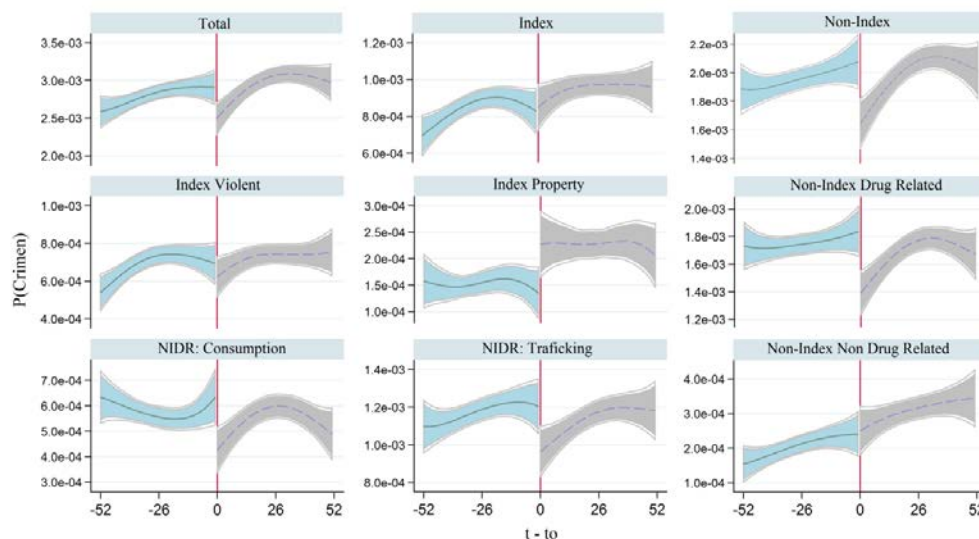 Total
Index
Non-Index
3.5e-03
3.0e-03
2.5e-03
2.0e-03
1.2e-03
1.0e-03
8.0e-04
6.0e-04
2.2e-03
2.0e-03
1.8e-03
1.6e-03
1.4e-03
Index Violent
Index Property
Non-Index Drug Related
1.0e-03
8.0e-04
6.0e-04
4.0e-04
3.0e-04
2.5e-04
2.0e-04
1.5e-04
1.0e-04
2.0e-03
1.8e-03
1.6e-03
1.4e-03
1.2e-03
P(Crimen)
NIDR: Consumption
NIDR: Traficking
Non-Index Non Drug Related
7.0e-04
6.0e-04
5.0e-04
4.0e-04
3.0e-04
1.4e-03
1.2e-03
1.0e-03
8.0e-04
4.0e-04
3.0e-04
2.0e-04
1.0e-04
-52 -26 0 26 52
-52 -26 0 26 52
-52 -26 0 26 52
t - to